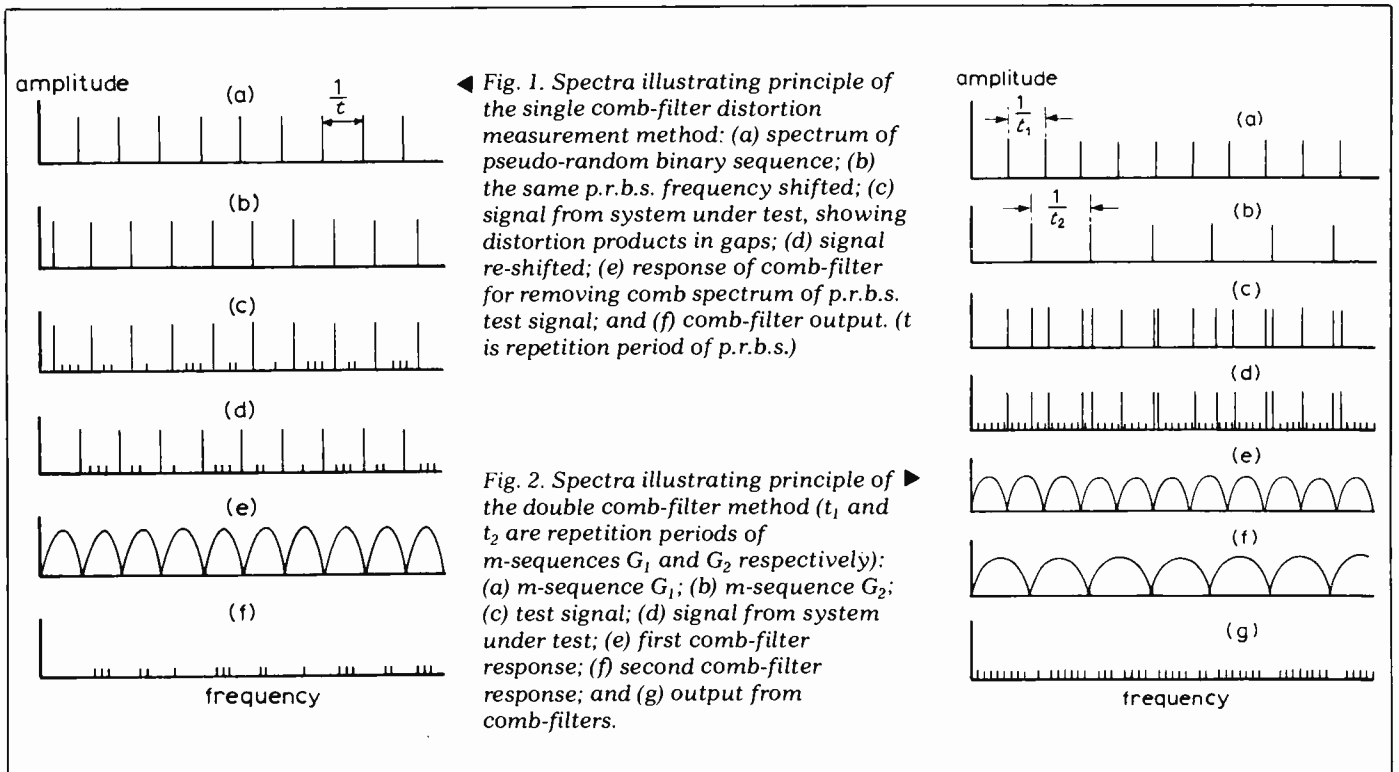 amplitude
(a)
1/t
(b)
(c)
(d)
(e)
(f)
frequency
◄ Fig. 1. Spectra illustrating principle of
the single comb-filter distortion
measurement method: (a) spectrum of
pseudo-random binary sequence; (b)
the same p.r.b.s. frequency shifted; (c)
signal from system under test, showing
distortion products in gaps; (d) signal
re-shifted; (e) response of comb-filter
for removing comb spectrum of p.r.b.s.
test signal; and (f) comb-filter output. (t
is repetition period of p.r.b.s.)
Fig. 2. Spectra illustrating principle of ►
the double comb-filter method (t₁ and
t₂ are repetition periods of
m-sequences G₁ and G₂ respectively):
(a) m-sequence G₁; (b) m-sequence G₂;
(c) test signal; (d) signal from system
under test; (e) first comb-filter
response; (f) second comb-filter
response; and (g) output from
comb-filters.
amplitude
1/t₁
(a)
1/t₂
(b)
(c)
(d)
(e)
(f)
(g)
frequency